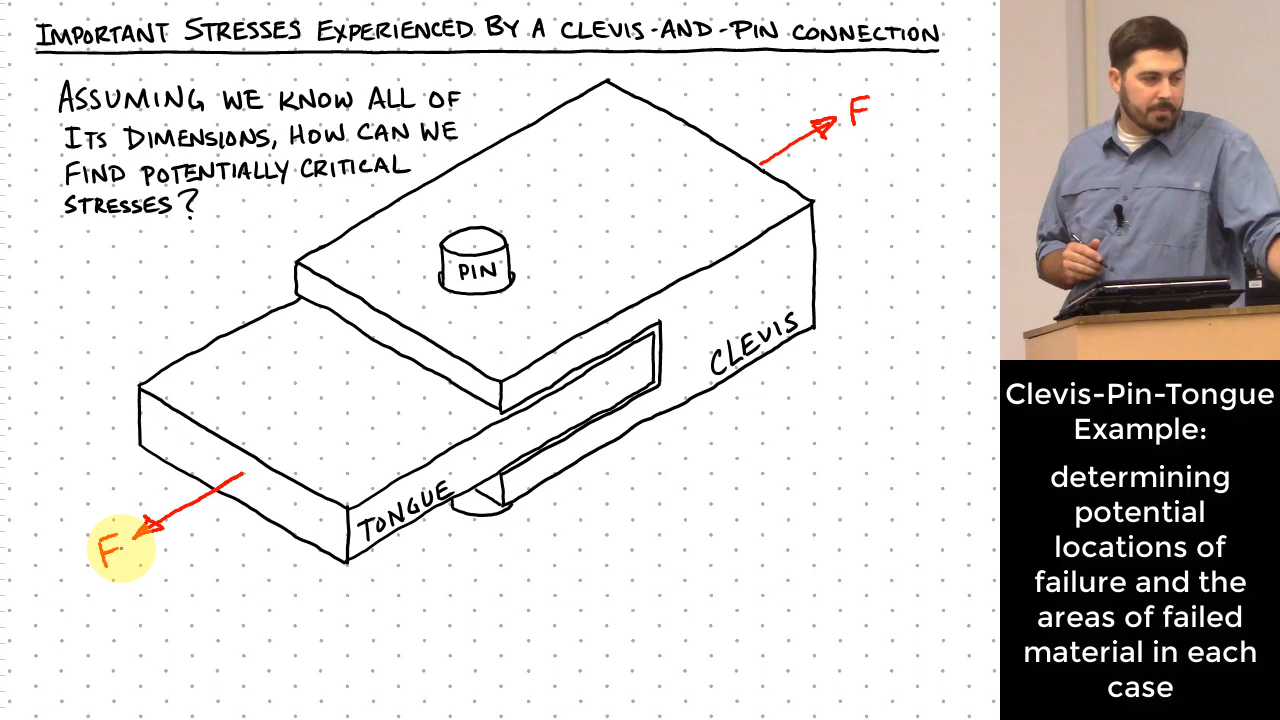 IMPORTANT STRESSES EXPERIENCED BY A CLEVIS-AND-PIN CONNECTION
ASSUMING WE KNOW ALL OF
ITS DIMENSIONS, HOW CAN WE
FIND POTENTIALLY CRITICAL
STRESSES?
F
PIN
CLEVIS
TONGUE
F
Clevis-Pin-Tongue
Example:
determining
potential
locations of
failure and the
areas of failed
material in each
case